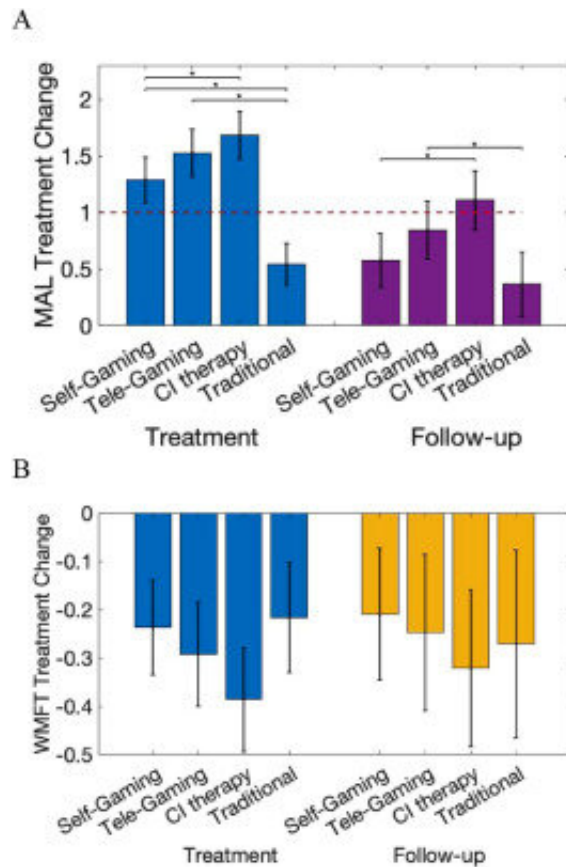 A
MAL Treatment Change
2
1.5
1
0.5
0
* * *
* *
Self-Gaming Tele-Gaming CI therapy Traditional Self-Gaming Tele-Gaming CI therapy Traditional
Treatment Follow-up
B
WMFT Treatment Change
0
-0.1
-0.2
-0.3
-0.4
-0.5
Self-Gaming Tele-Gaming CI therapy Traditional Self-Gaming Tele-Gaming CI therapy Traditional
Treatment Follow-up